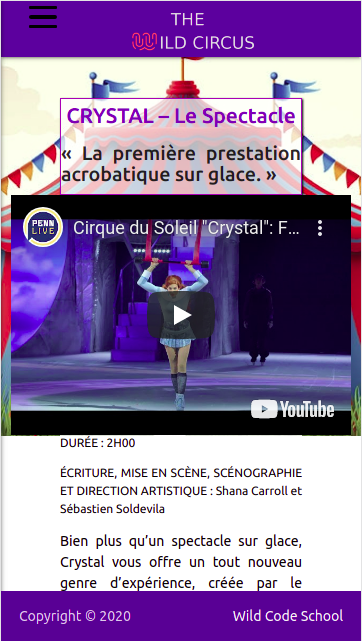 THE
WILD CIRCUS
CRYSTAL – Le Spectacle
« La première prestation
acrobatique sur glace. »
PENN
LIVE
Cirque du Soleil "Crystal": F...
YouTube
DURÉE : 2H00
ÉCRITURE, MISE EN SCÈNE, SCÉNOGRAPHIE
ET DIRECTION ARTISTIQUE : Shana Carroll et
Sébastien Soldevila
Bien plus qu’un spectacle sur glace,
Crystal vous offre un tout nouveau
genre d’expérience, créée par le
Copyright © 2020
Wild Code School